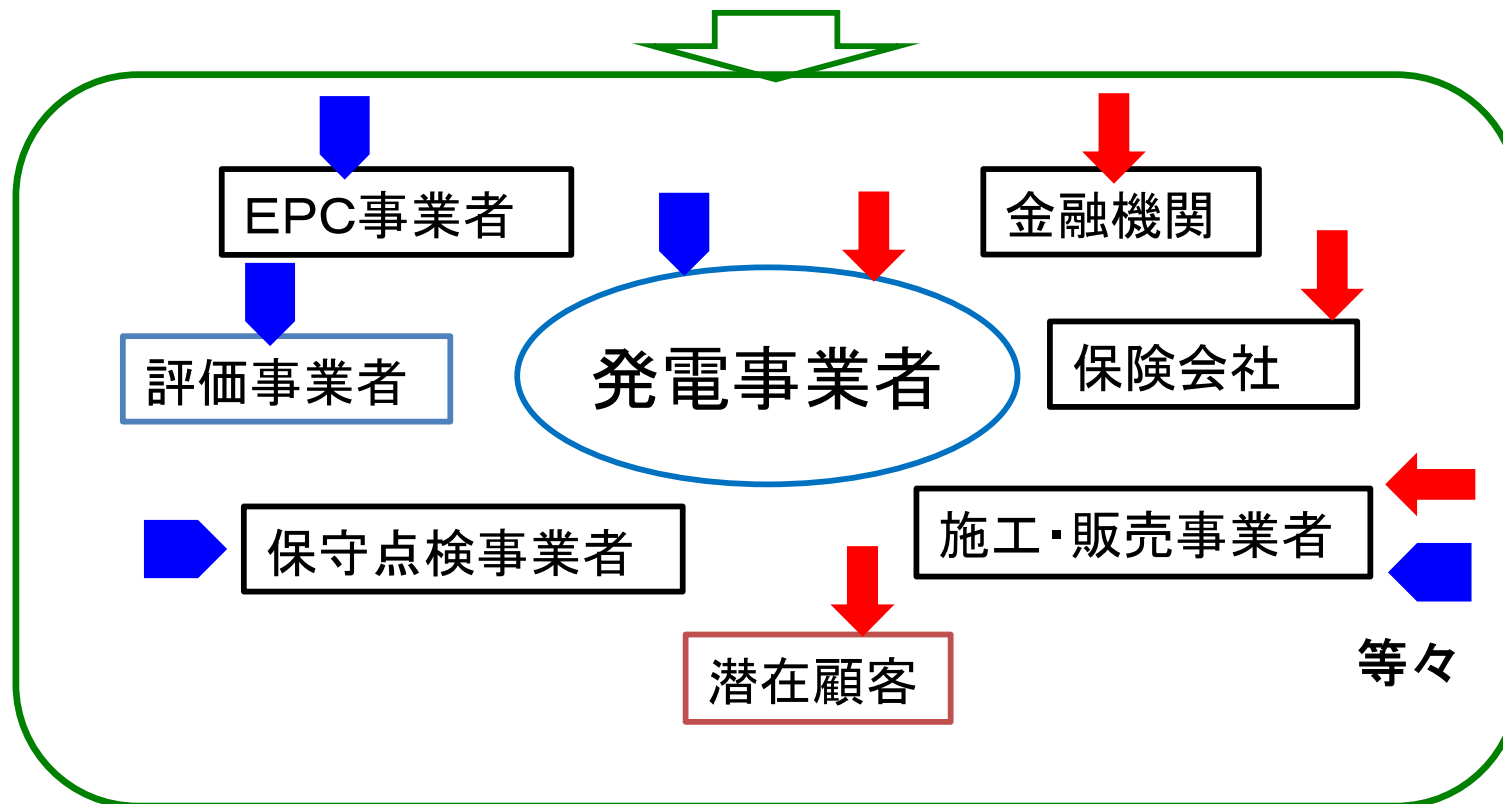 EPC事業者
金融機関
評価事業者
発電事業者
保険会社
保守点検事業者
施工・販売事業者
潜在顧客
等々